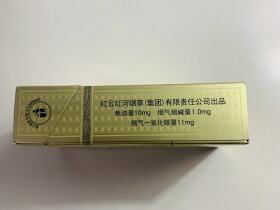 红云红河烟草(集团)有限责任公司出品
焦油量10mg 烟气烟碱量1.0mg
烟气一氧化碳量11mg